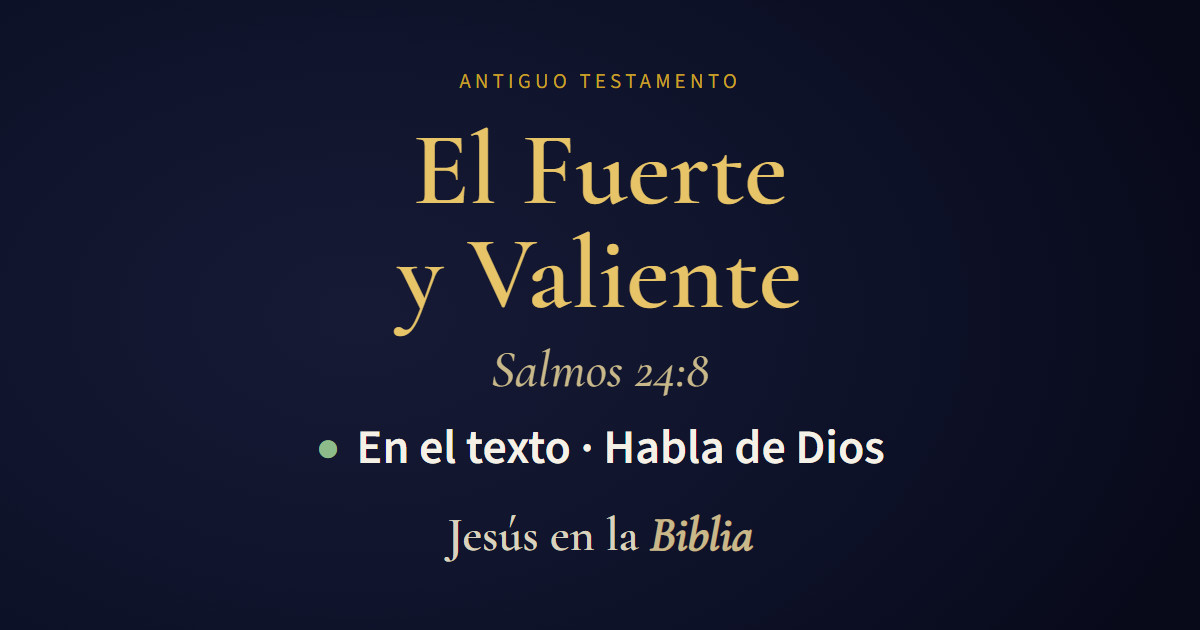 ANTIGUO TESTAMENTO
El Fuerte
y Valiente
Salmos 24:8
En el texto · Habla de Dios
Jesús en la Biblia